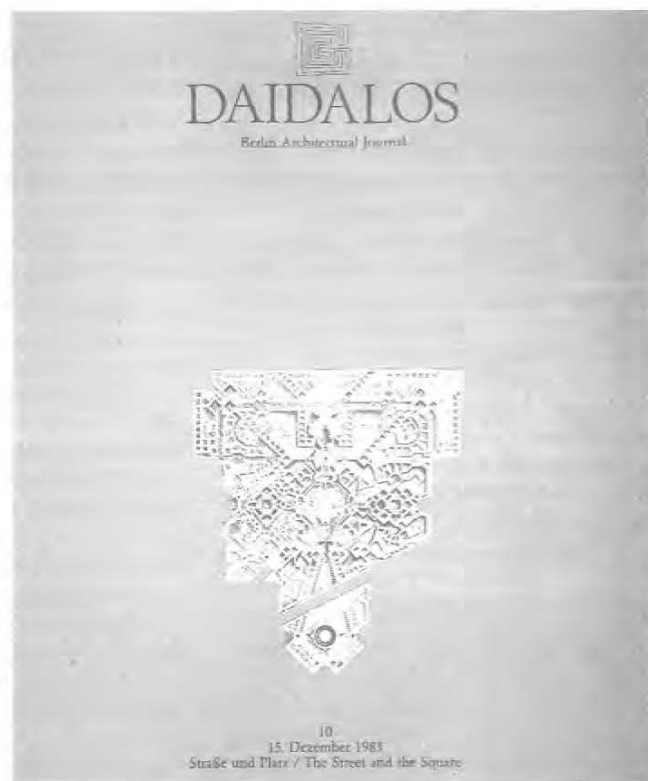 DAIDALOS
Berlin Architectural Journal
10
15. Dezember 1983
Straße und Platz / The Street and the Square